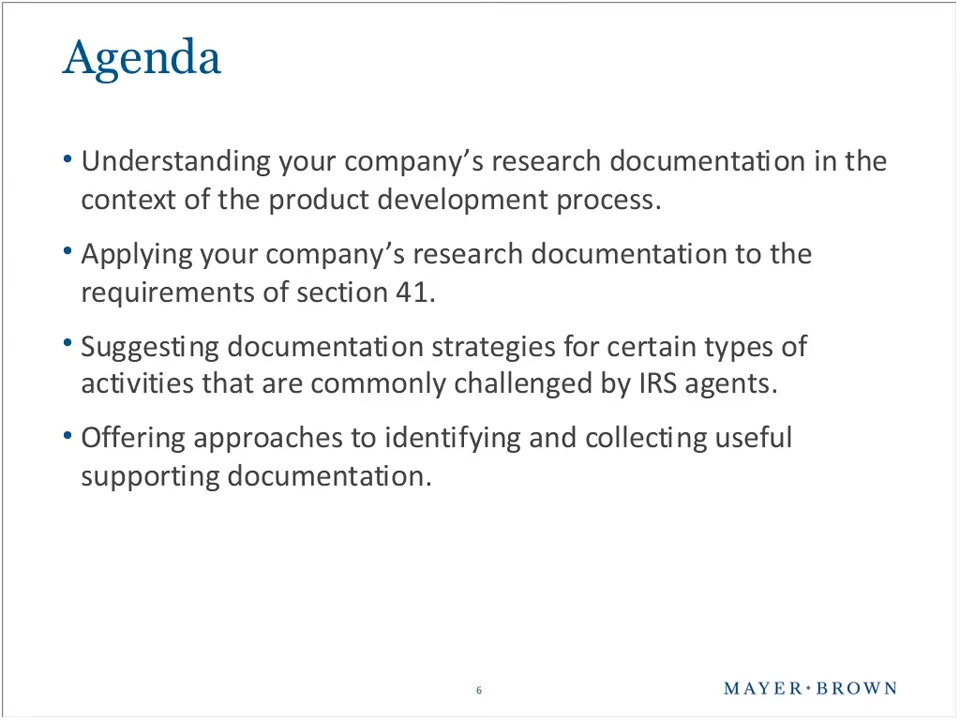 Agenda
• Understanding your company’s research documentation in the
context of the product development process.
• Applying your company’s research documentation to the
requirements of section 41.
• Suggesting documentation strategies for certain types of
activities that are commonly challenged by IRS agents.
• Offering approaches to identifying and collecting useful
supporting documentation.
6
MAYER•BROWN